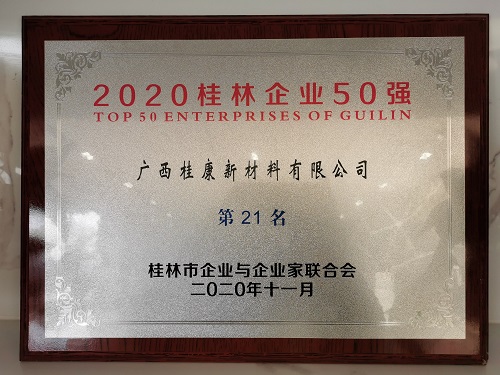 2020桂林企业50强
TOP 50 ENTERPRISES OF GUILIN
广西桂康新材料有限公司
第 21 名
桂林市企业与企业家联合会
二〇二〇年十一月